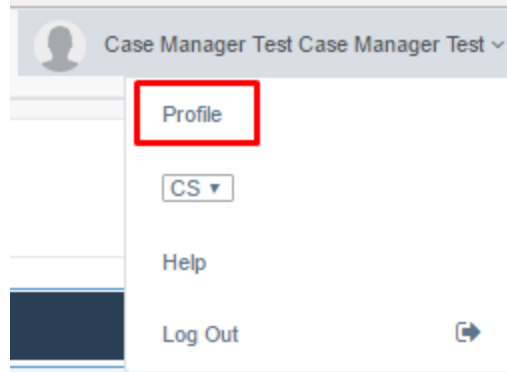 Case Manager Test Case Manager Test
Profile
CS
Help
Log Out